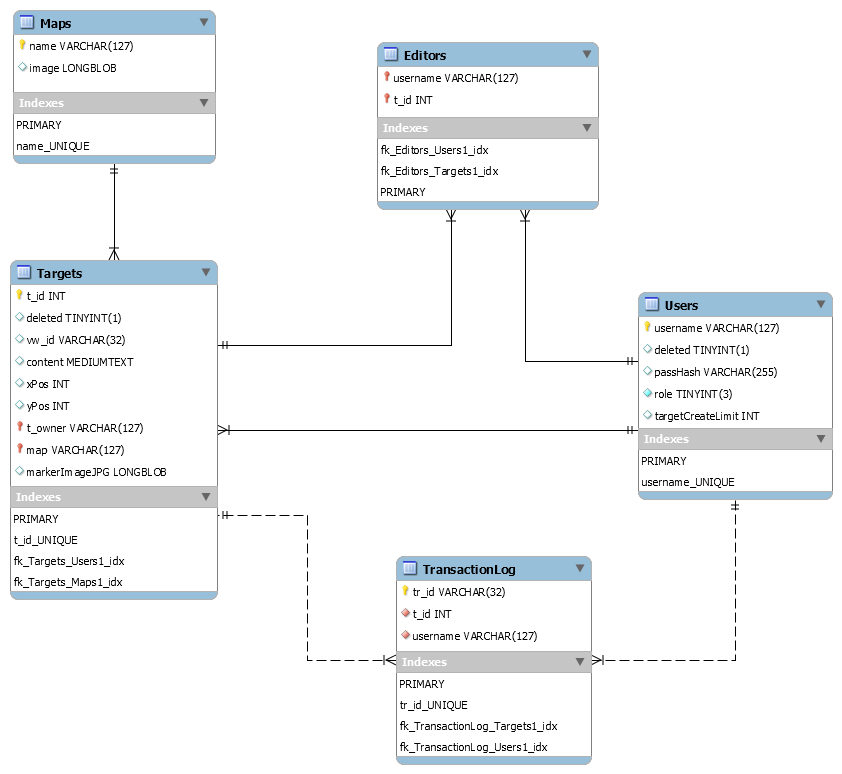 Maps
name VARCHAR(127)
image LONGBLOB
Indexes
PRIMARY
name_UNIQUE
Editors
username VARCHAR(127)
t_id INT
Indexes
fk_Editors_Users1_idx
fk_Editors_Targets1_idx
PRIMARY
Targets
t_id INT
deleted TINYINT(1)
vw_id VARCHAR(32)
content MEDIUMTEXT
xPos INT
yPos INT
t_owner VARCHAR(127)
map VARCHAR(127)
markerImageJPG LONGBLOB
Indexes
PRIMARY
t_id_UNIQUE
fk_Targets_Users1_idx
fk_Targets_Maps1_idx
Users
username VARCHAR(127)
deleted TINYINT(1)
passHash VARCHAR(255)
role TINYINT(3)
targetCreateLimit INT
Indexes
PRIMARY
username_UNIQUE
TransactionLog
tr_id VARCHAR(32)
t_id INT
username VARCHAR(127)
Indexes
PRIMARY
tr_id_UNIQUE
fk_TransactionLog_Targets1_idx
fk_TransactionLog_Users1_idx